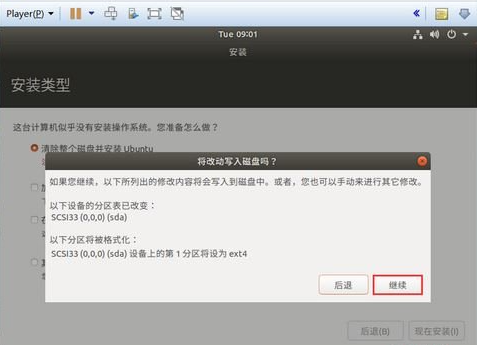 Player(P)
Tue 09:01
安装
安装类型
这台计算机似乎没有安装操作系统。您准备怎么做？
清除整个磁盘并安装 Ubuntu
将改动写入磁盘吗？
如果您继续，以下所列出的修改内容将会写入到磁盘中。或者，您也可以手动来进行其它修改。
以下设备的分区表已改变：
SCSI33 (0,0,0) (sda)
以下分区将被格式化：
SCSI33 (0,0,0) (sda) 设备上的第 1 分区将设为 ext4
后退
继续
后退(B)
现在安装(I)